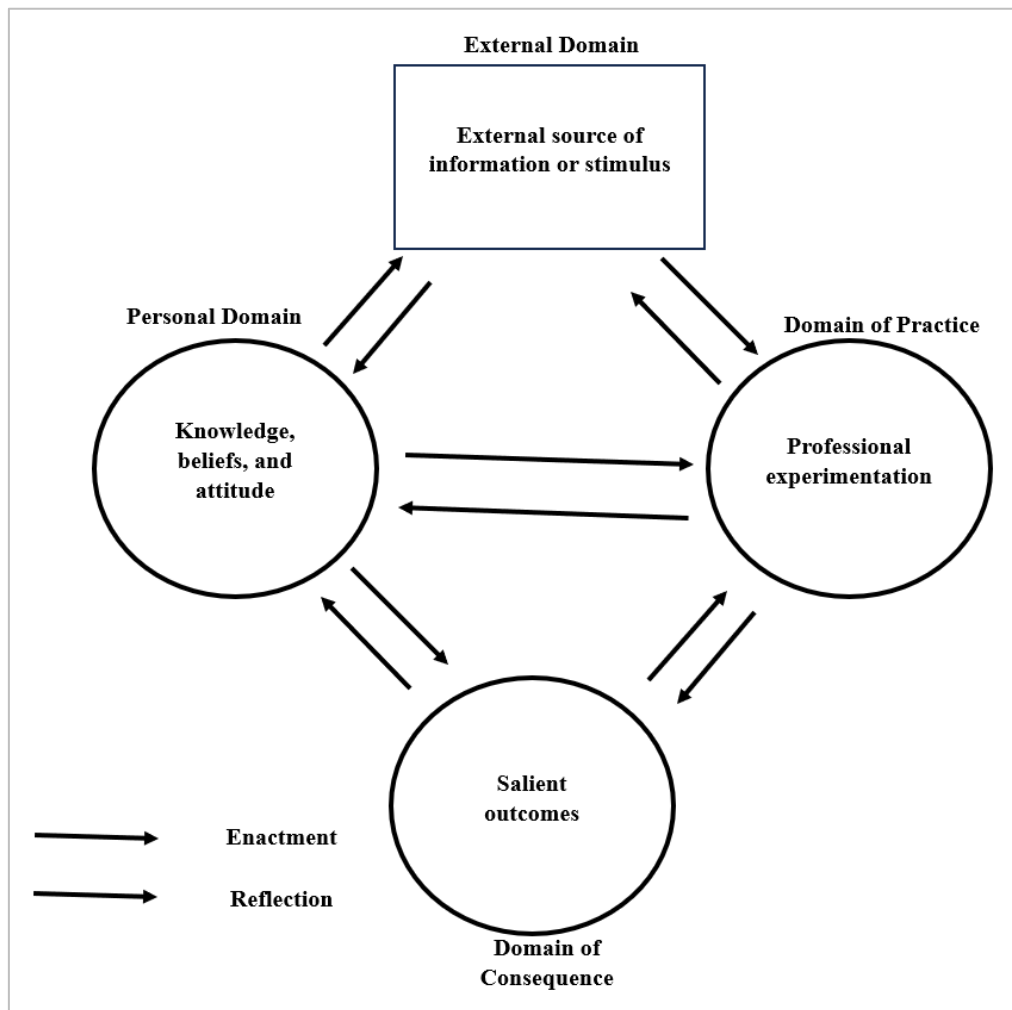 External Domain
External source of
information or stimulus
Personal Domain
Domain of Practice
Knowledge,
beliefs, and
attitude
Professional
experimentation
Salient
outcomes
Enactment
Reflection
Domain of
Consequence